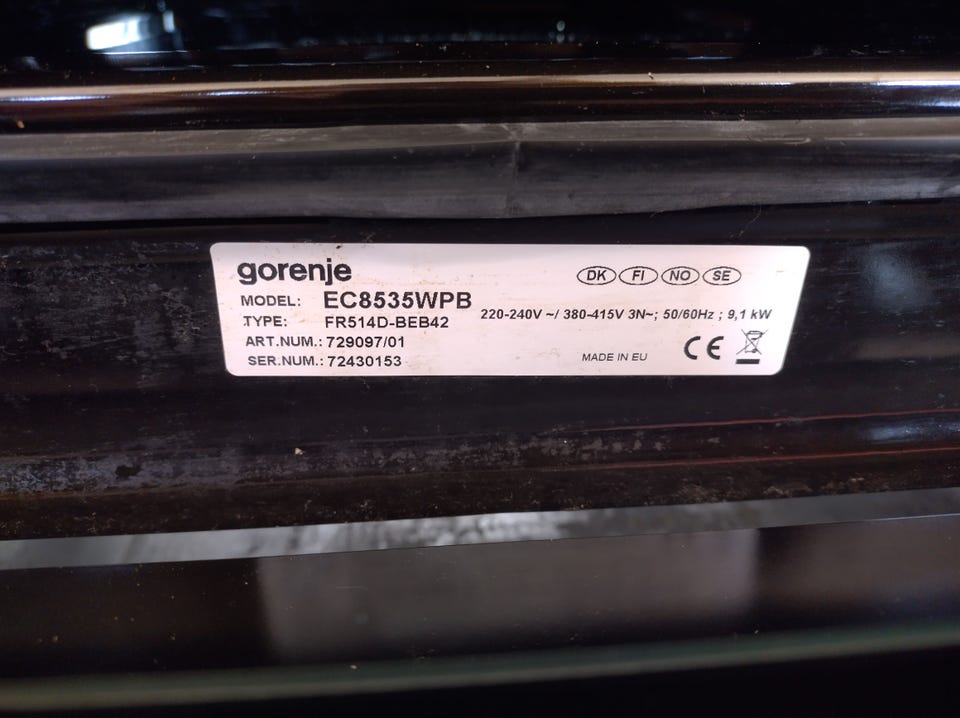 gorenje
DK FI NO SE
MODEL: EC8535WPB
220-240V ~/ 380-415V 3N~; 50/60Hz ; 9,1 kW
TYPE: FR514D-BEB42
ART.NUM.: 729097/01
SER.NUM.: 72430153
MADE IN EU CE